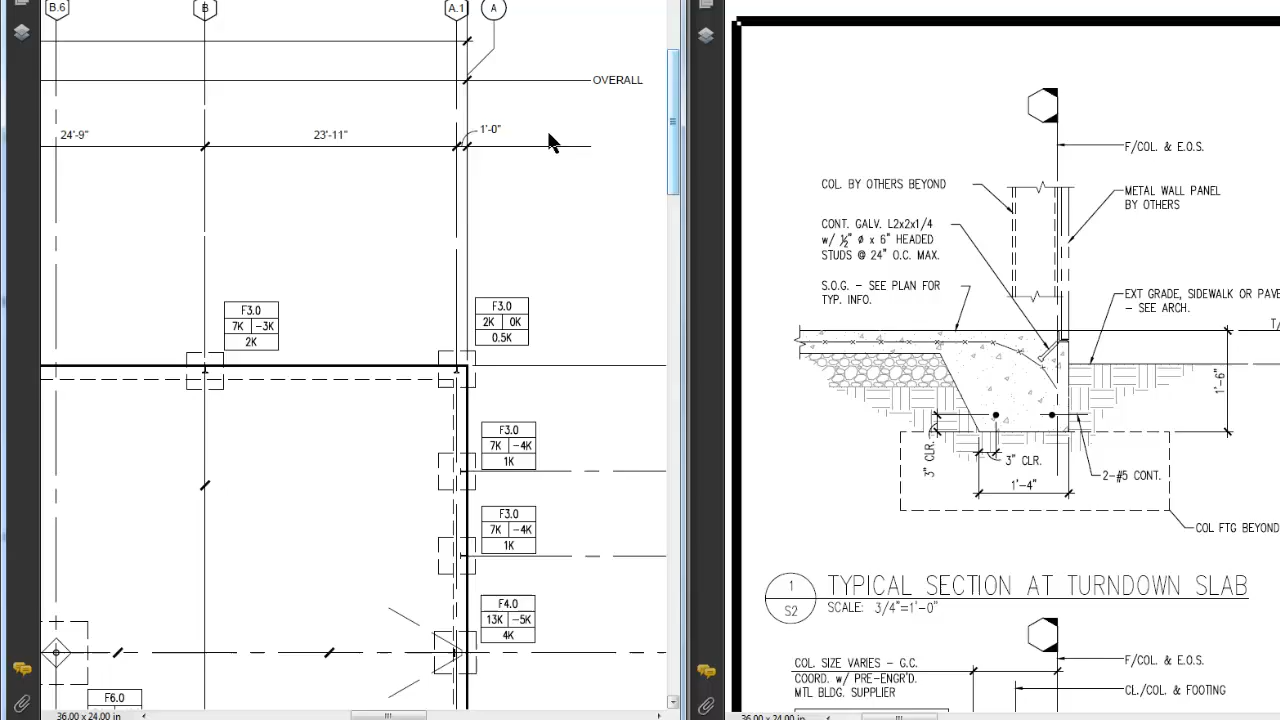 B.6
B
A.1
A
OVERALL
24'-9"
23'-11"
1'-0"
F3.0
7K -3K
2K
F3.0
2K 0K
0.5K
F3.0
7K -4K
1K
F3.0
7K -4K
1K
F4.0
13K -5K
4K
F6.0
36.00 x 24.00 in
F/COL. & E.O.S.
COL. BY OTHERS BEYOND
METAL WALL PANEL
BY OTHERS
CONT. GALV. L2x2x1/4
w/ ½" ø x 6" HEADED
STUDS @ 24" O.C. MAX.
S.O.G. - SEE PLAN FOR
TYP. INFO.
EXT GRADE, SIDEWALK OR PAVE
- SEE ARCH.
T/
1'-6"
3" CLR.
3" CLR.
2-#5 CONT.
1'-4"
COL FTG BEYOND
1
S2
TYPICAL SECTION AT TURNDOWN SLAB
SCALE: 3/4"=1'-0"
F/COL. & E.O.S.
COL. SIZE VARIES - G.C.
COORD. w/ PRE-ENGR'D.
MTL BLDG. SUPPLIER
CL./COL. & FOOTING
36.00 x 24.00 in